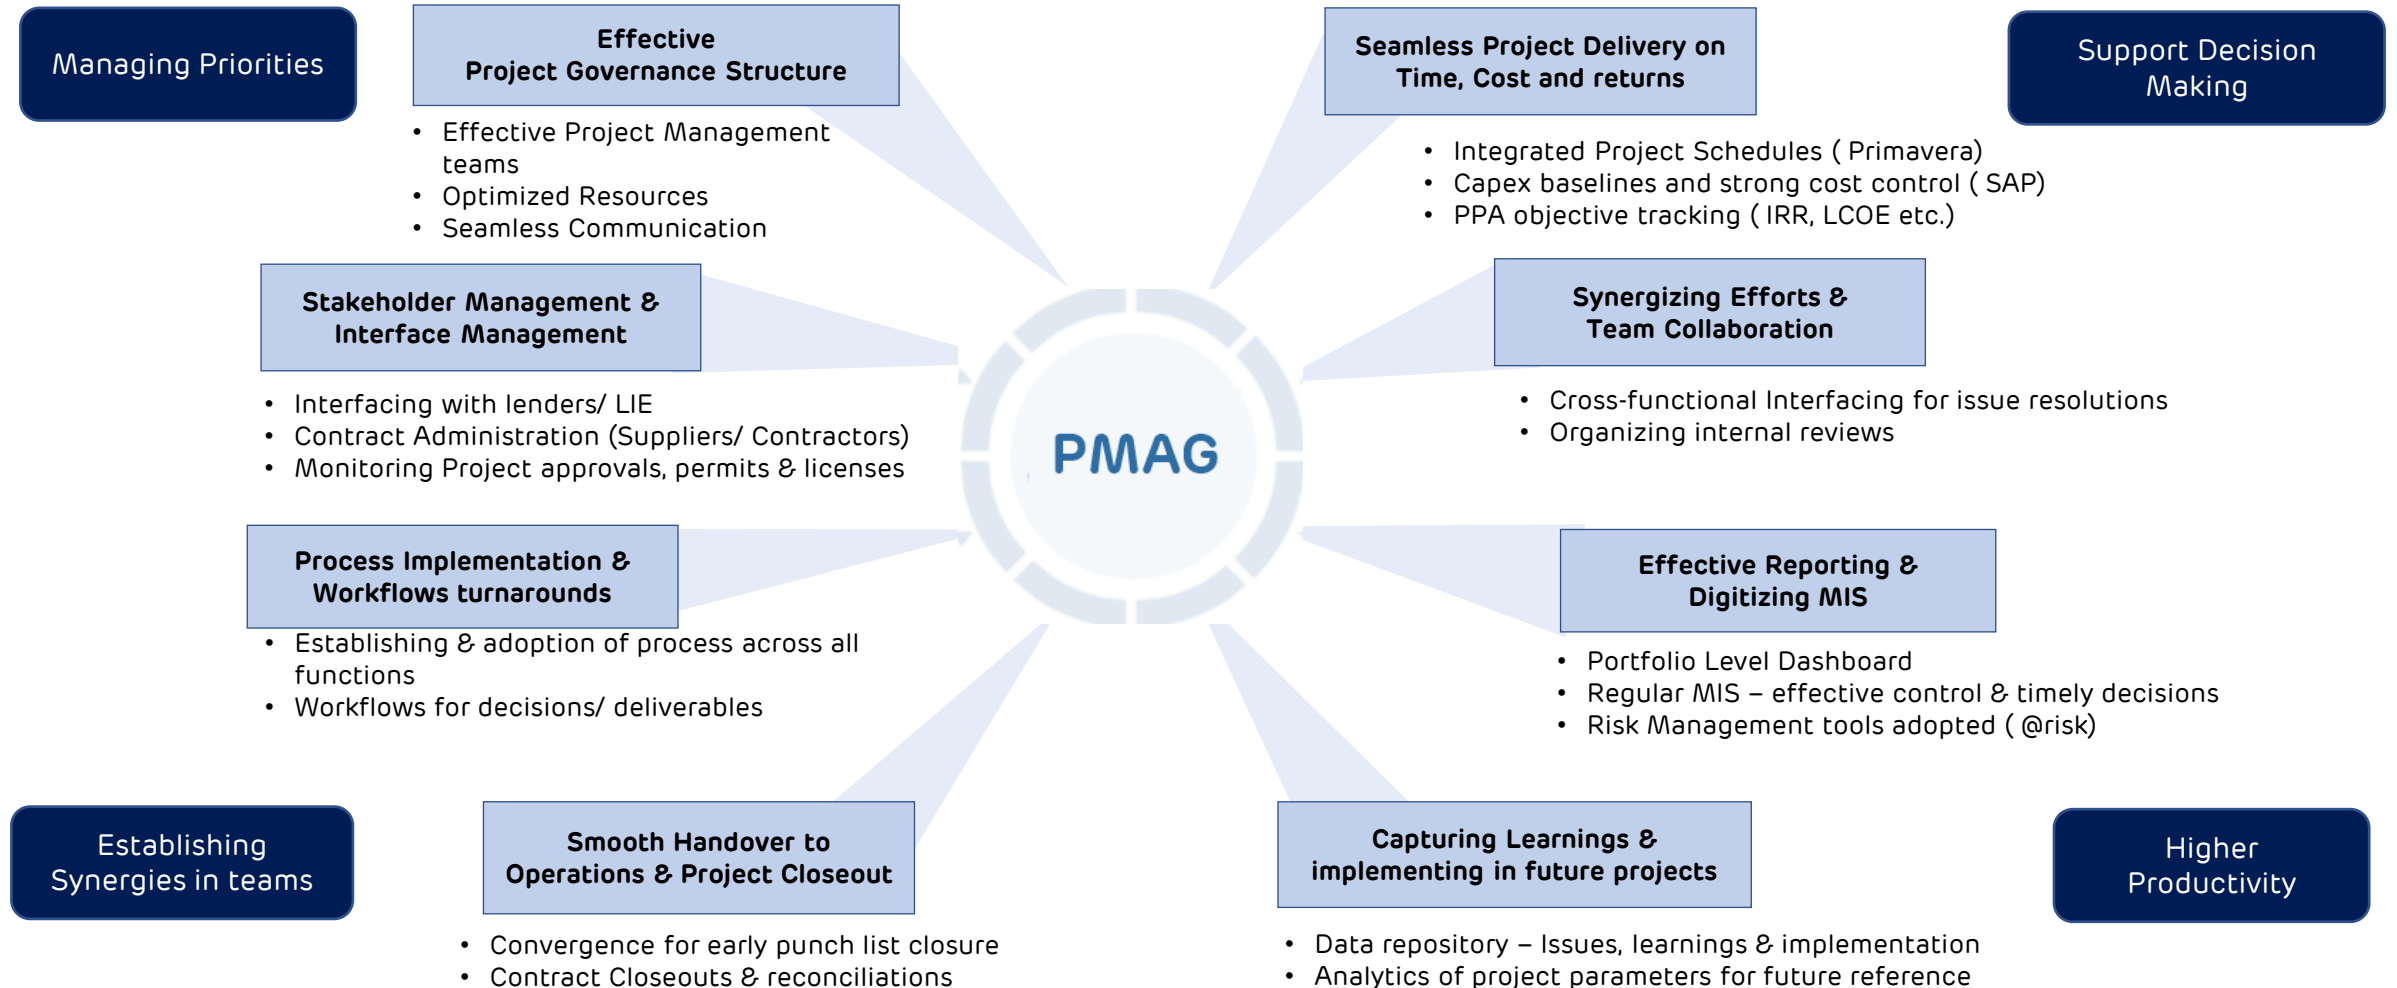 Managing Priorities
Effective
Project Governance Structure
• Effective Project Management
teams
• Optimized Resources
• Seamless Communication
Seamless Project Delivery on
Time, Cost and returns
• Integrated Project Schedules ( Primavera)
• Capex baselines and strong cost control ( SAP)
• PPA objective tracking ( IRR, LCOE etc.)
Support Decision
Making
Stakeholder Management &
Interface Management
• Interfacing with lenders/ LIE
• Contract Administration (Suppliers/ Contractors)
• Monitoring Project approvals, permits & licenses
Synergizing Efforts &
Team Collaboration
• Cross-functional Interfacing for issue resolutions
• Organizing internal reviews
PMAG
Process Implementation &
Workflows turnarounds
• Establishing & adoption of process across all
functions
• Workflows for decisions/ deliverables
Effective Reporting &
Digitizing MIS
• Portfolio Level Dashboard
• Regular MIS – effective control & timely decisions
• Risk Management tools adopted ( @risk)
Establishing
Synergies in teams
Smooth Handover to
Operations & Project Closeout
• Convergence for early punch list closure
• Contract Closeouts & reconciliations
Capturing Learnings &
implementing in future projects
• Data repository – Issues, learnings & implementation
• Analytics of project parameters for future reference
Higher
Productivity